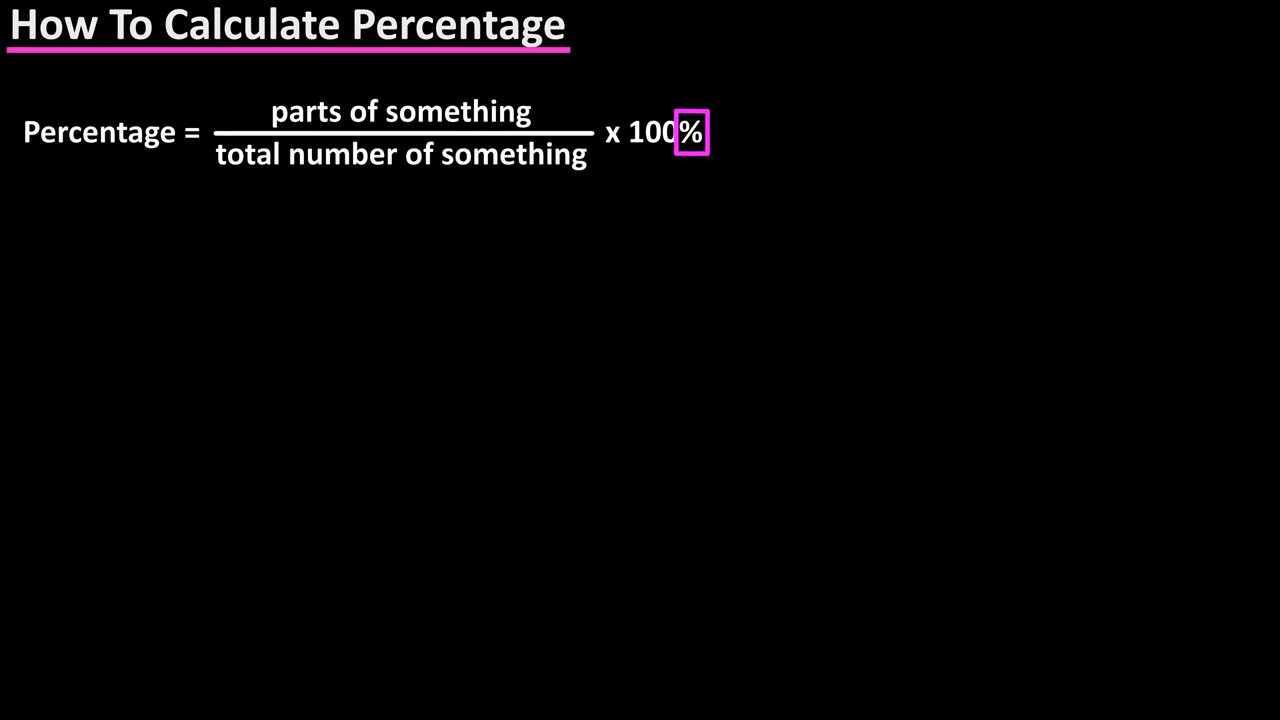 How To Calculate Percentage
parts of something
Percentage = x 100%
total number of something